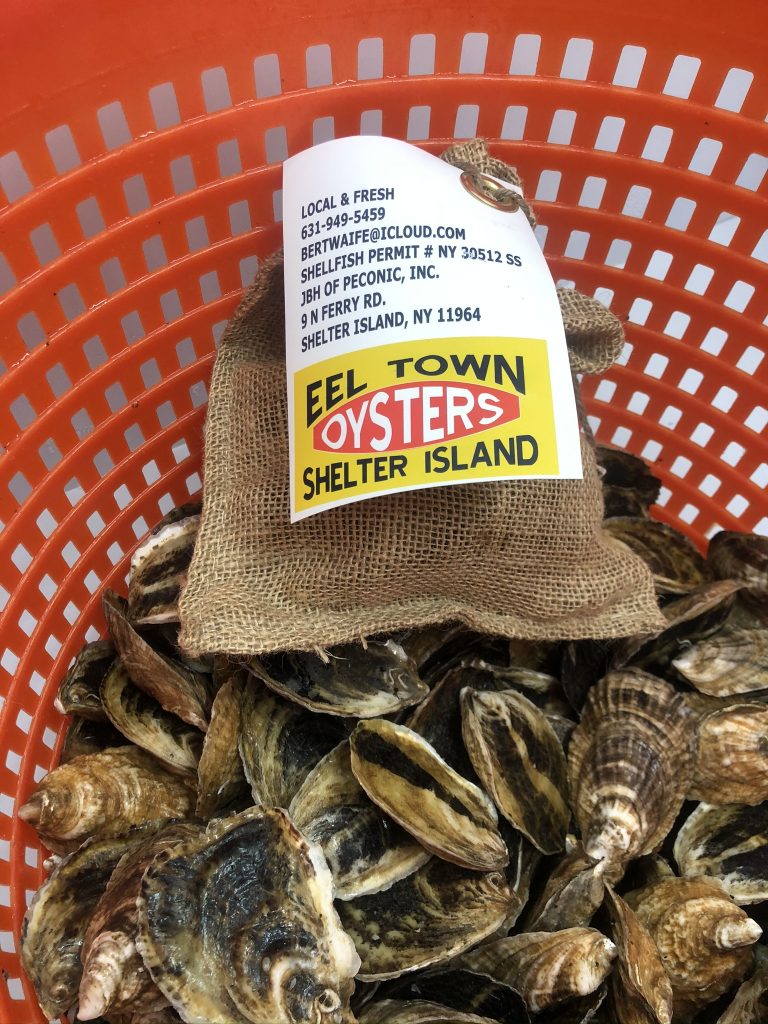 LOCAL & FRESH
631-949-5459
BERTWAIFE@ICLOUD.COM
SHELLFISH PERMIT # NY 30512 SS
JBH OF PECONIC, INC.
9 N FERRY RD.
SHELTER ISLAND, NY 11964
EEL TOWN
OYSTERS
SHELTER ISLAND